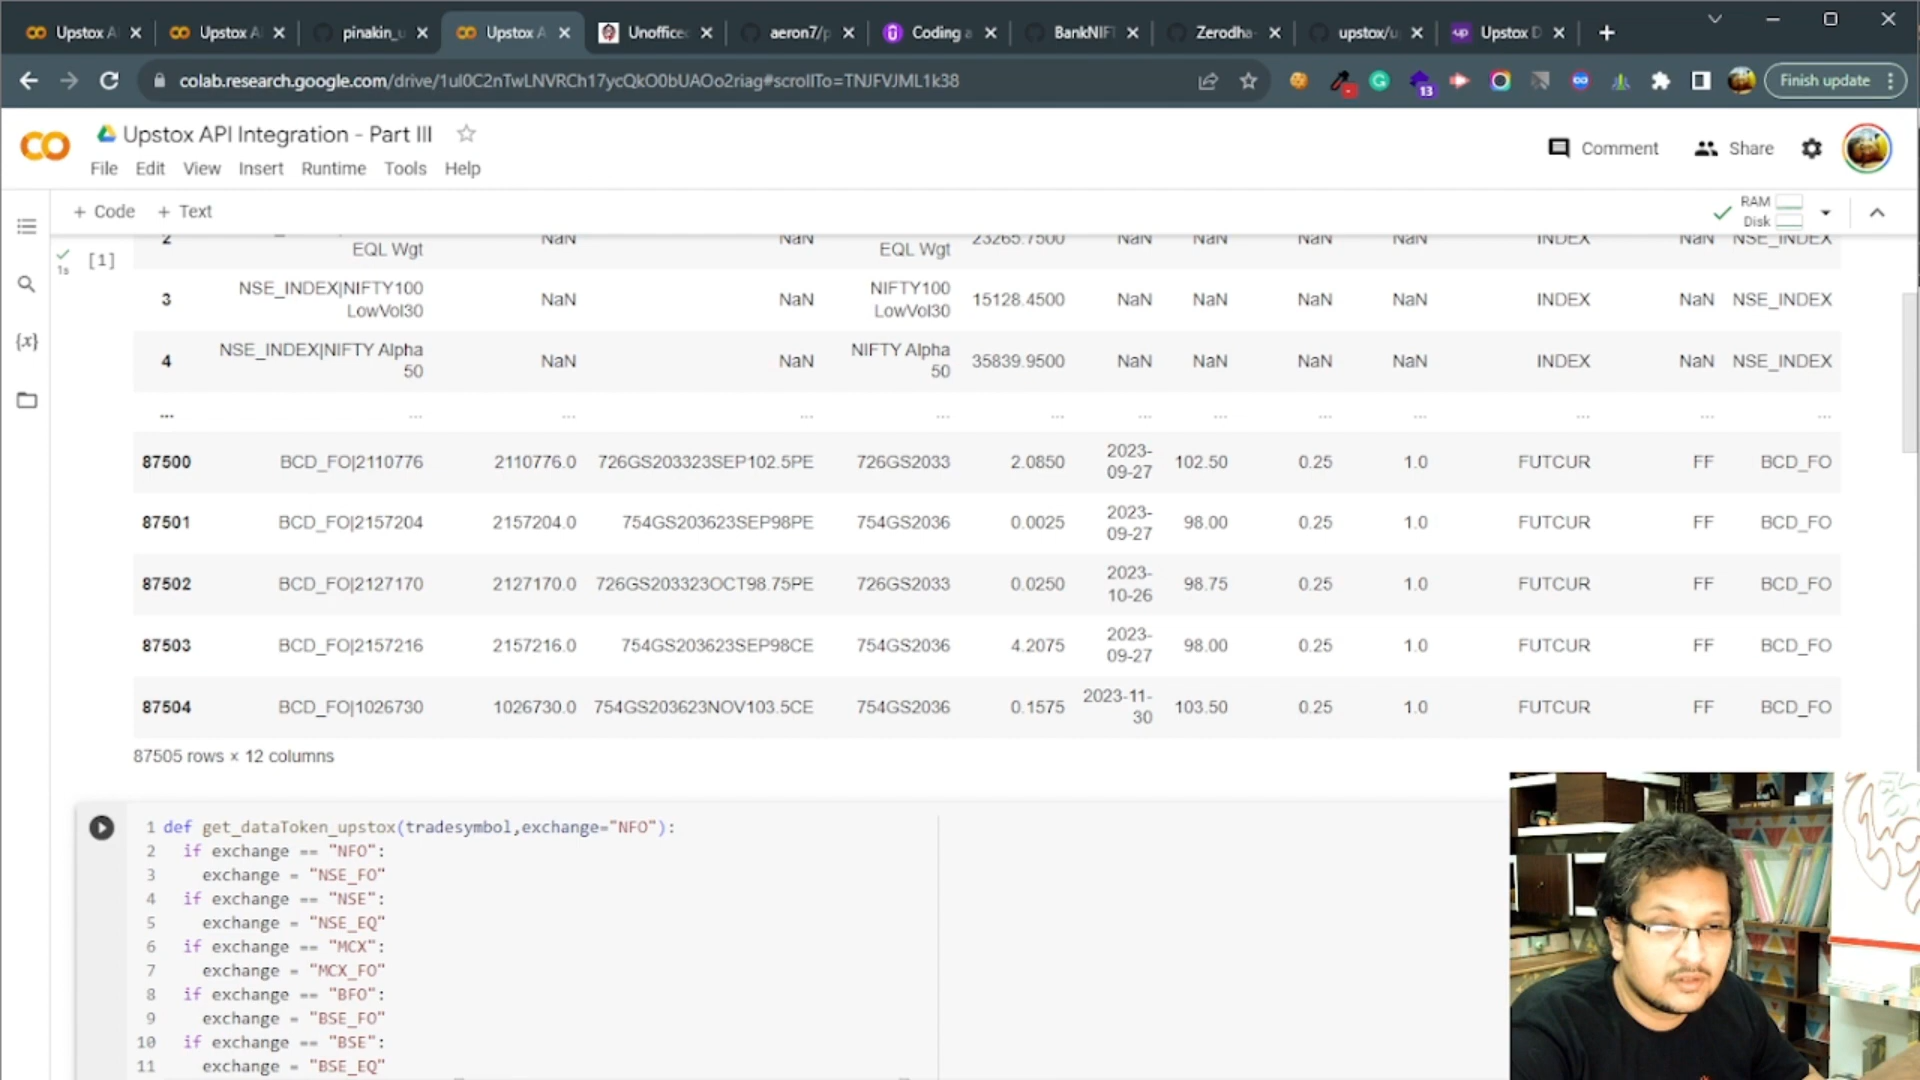 Upstox A
Upstox A
pinakin_u
Upstox A
Unofficed
aeron7/p
Coding a
BankNIFT
Zerodha-
upstox/u
Upstox D
colab.research.google.com/drive/1uI0C2nTwLNVRCh17ycQkO0bUAOo2riag#scrollTo=TNJFVJML1k38
13
Finish update
Upstox API Integration - Part III
File Edit View Insert Runtime Tools Help
Comment
Share
+ Code + Text
RAM
Disk
1s
[1]
2 EQL Wgt NaN NaN EQL Wgt 23265.7500 NaN NaN NaN NaN INDEX NaN NSE_INDEX
3 NSE_INDEX|NIFTY100 LowVol30 NaN NaN NIFTY100 LowVol30 15128.4500 NaN NaN NaN NaN INDEX NaN NSE_INDEX
4 NSE_INDEX|NIFTY Alpha 50 NaN NaN NIFTY Alpha 50 35839.9500 NaN NaN NaN NaN INDEX NaN NSE_INDEX
... ... ... ... ... ... ... ... ... ... ... ... ...
87500 BCD_FO|2110776 2110776.0 726GS203323SEP102.5PE 726GS2033 2.0850 2023-09-27 102.50 0.25 1.0 FUTCUR FF BCD_FO
87501 BCD_FO|2157204 2157204.0 754GS203623SEP98PE 754GS2036 0.0025 2023-09-27 98.00 0.25 1.0 FUTCUR FF BCD_FO
87502 BCD_FO|2127170 2127170.0 726GS203323OCT98.75PE 726GS2033 0.0250 2023-10-26 98.75 0.25 1.0 FUTCUR FF BCD_FO
87503 BCD_FO|2157216 2157216.0 754GS203623SEP98CE 754GS2036 4.2075 2023-09-27 98.00 0.25 1.0 FUTCUR FF BCD_FO
87504 BCD_FO|1026730 1026730.0 754GS203623NOV103.5CE 754GS2036 0.1575 2023-11-30 103.50 0.25 1.0 FUTCUR FF BCD_FO
87505 rows × 12 columns
1 def get_dataToken_upstox(tradesymbol,exchange="NFO"):
2 if exchange == "NFO":
3 exchange = "NSE_FO"
4 if exchange == "NSE":
5 exchange = "NSE_EQ"
6 if exchange == "MCX":
7 exchange = "MCX_FO"
8 if exchange == "BFO":
9 exchange = "BSE_FO"
10 if exchange == "BSE":
11 exchange = "BSE_EQ"